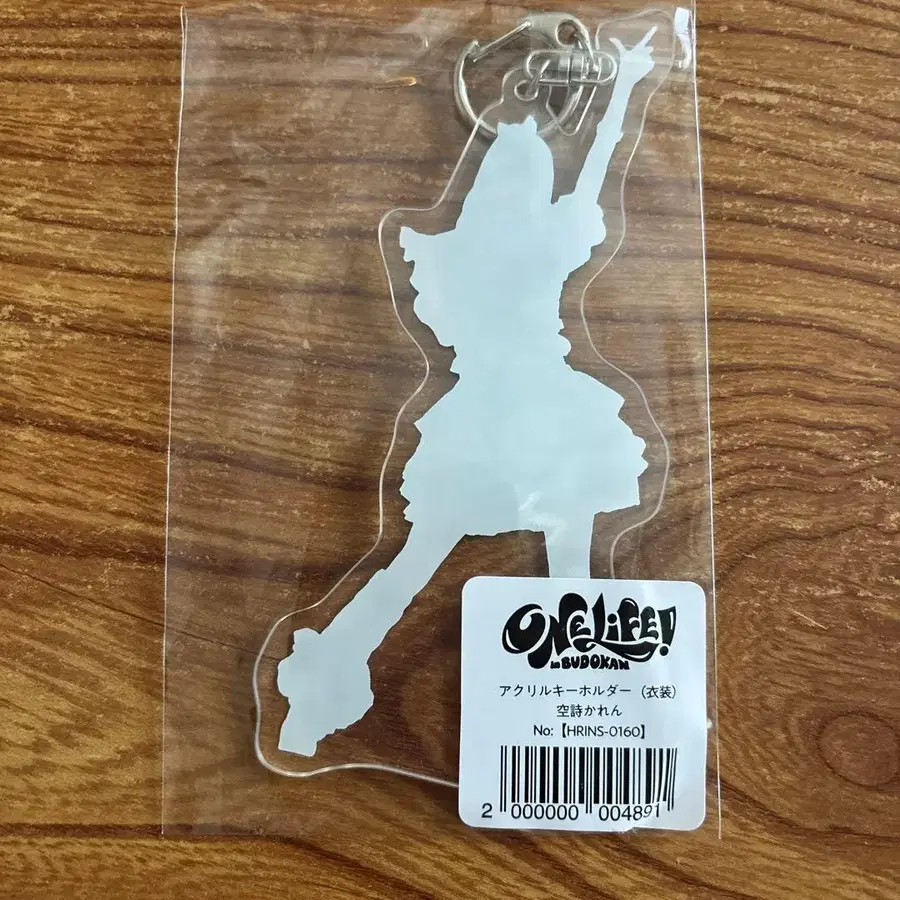 ONE LIFE!
in BUDOKAN
アクリルキーホルダー（衣装）
空詩かれん
No:【HRINS-0160】
2 000000 004891